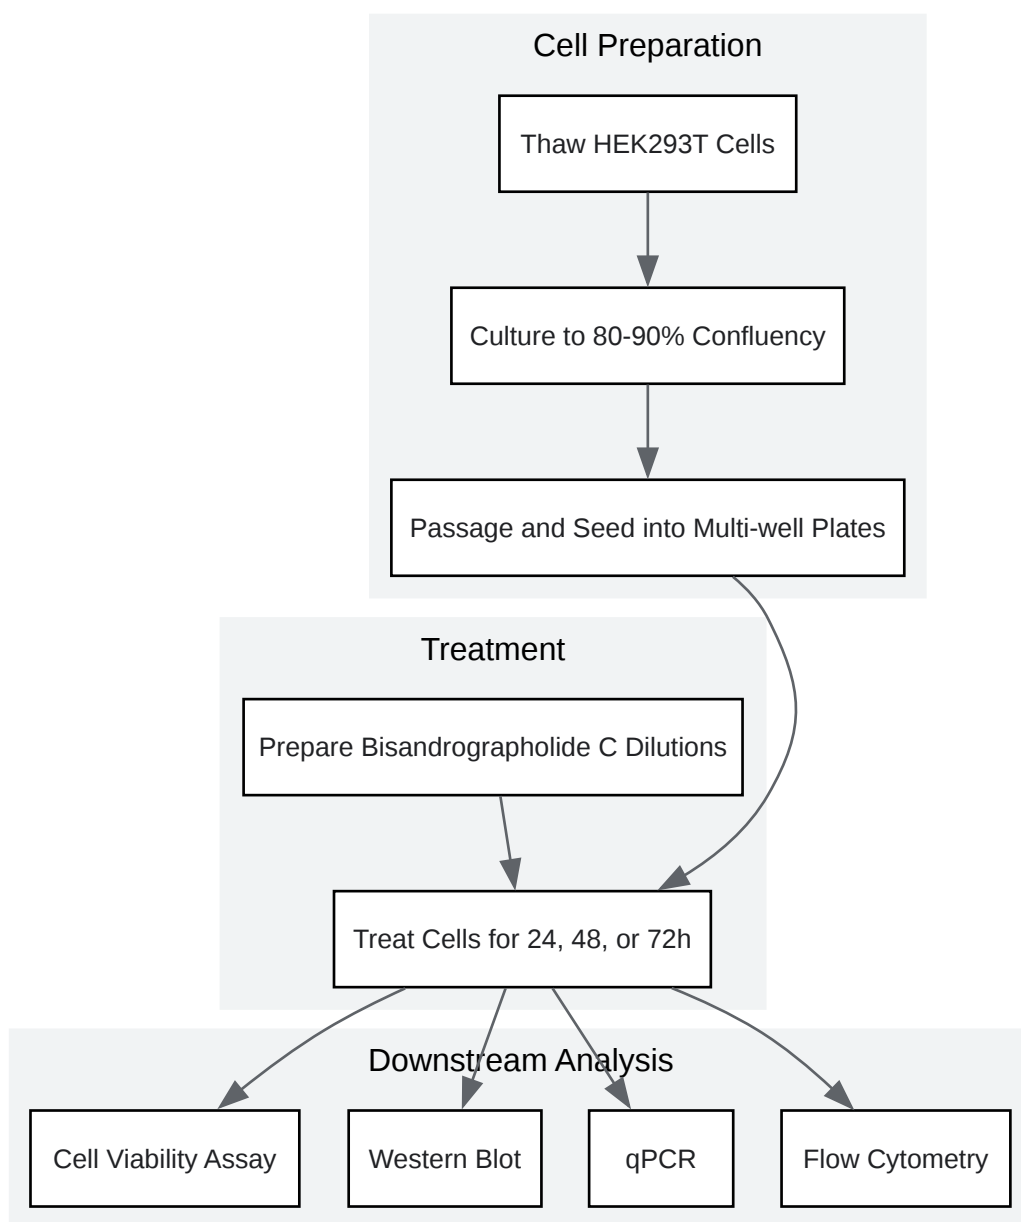 Cell Preparation
Thaw HEK293T Cells
Culture to 80-90% Confluency
Passage and Seed into Multi-well Plates
Treatment
Prepare Bisandrographolide C Dilutions
Treat Cells for 24, 48, or 72h
Downstream Analysis
Cell Viability Assay
Western Blot
qPCR
Flow Cytometry